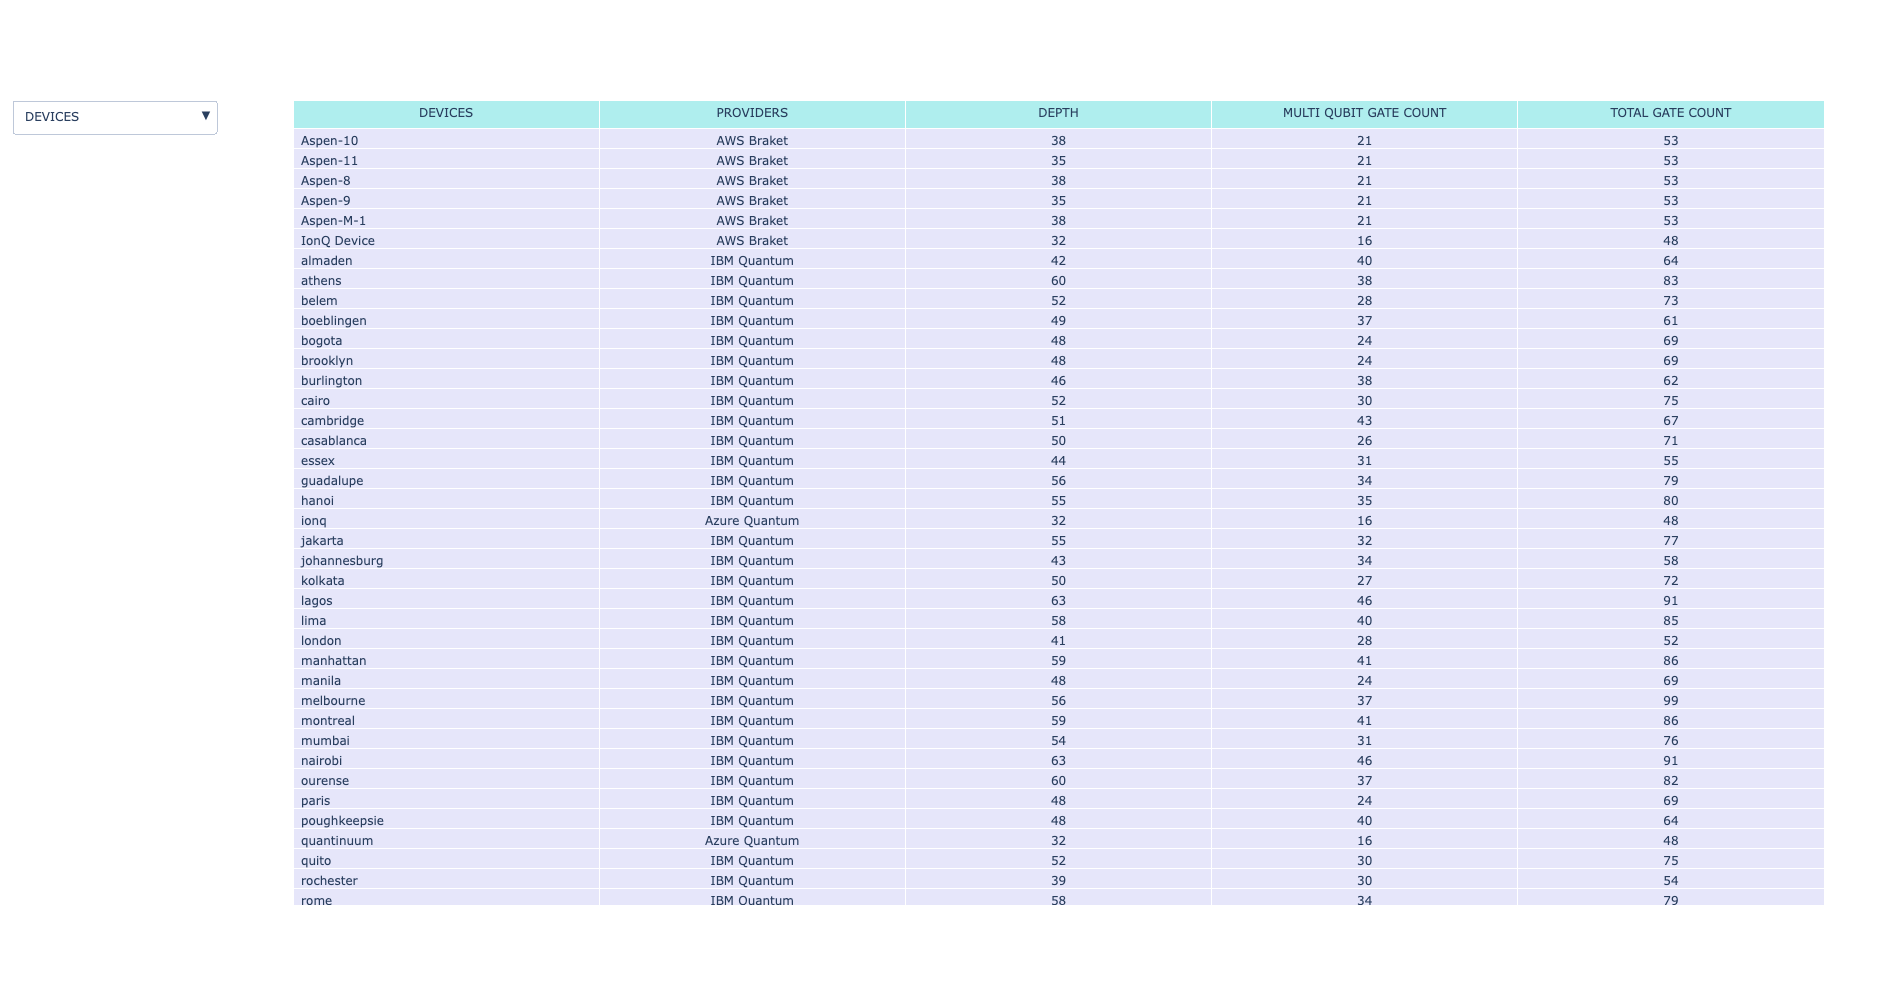 DEVICES ▼
DEVICES PROVIDERS DEPTH MULTI QUBIT GATE COUNT TOTAL GATE COUNT
Aspen-10 AWS Braket 38 21 53
Aspen-11 AWS Braket 35 21 53
Aspen-8 AWS Braket 38 21 53
Aspen-9 AWS Braket 35 21 53
Aspen-M-1 AWS Braket 38 21 53
IonQ Device AWS Braket 32 16 48
almaden IBM Quantum 42 40 64
athens IBM Quantum 60 38 83
belem IBM Quantum 52 28 73
boeblingen IBM Quantum 49 37 61
bogota IBM Quantum 48 24 69
brooklyn IBM Quantum 48 24 69
burlington IBM Quantum 46 38 62
cairo IBM Quantum 52 30 75
cambridge IBM Quantum 51 43 67
casablanca IBM Quantum 50 26 71
essex IBM Quantum 44 31 55
guadalupe IBM Quantum 56 34 79
hanoi IBM Quantum 55 35 80
ionq Azure Quantum 32 16 48
jakarta IBM Quantum 55 32 77
johannesburg IBM Quantum 43 34 58
kolkata IBM Quantum 50 27 72
lagos IBM Quantum 63 46 91
lima IBM Quantum 58 40 85
london IBM Quantum 41 28 52
manhattan IBM Quantum 59 41 86
manila IBM Quantum 48 24 69
melbourne IBM Quantum 56 37 99
montreal IBM Quantum 59 41 86
mumbai IBM Quantum 54 31 76
nairobi IBM Quantum 63 46 91
ourense IBM Quantum 60 37 82
paris IBM Quantum 48 24 69
poughkeepsie IBM Quantum 48 40 64
quantinuum Azure Quantum 32 16 48
quito IBM Quantum 52 30 75
rochester IBM Quantum 39 30 54
rome IBM Quantum 58 34 79